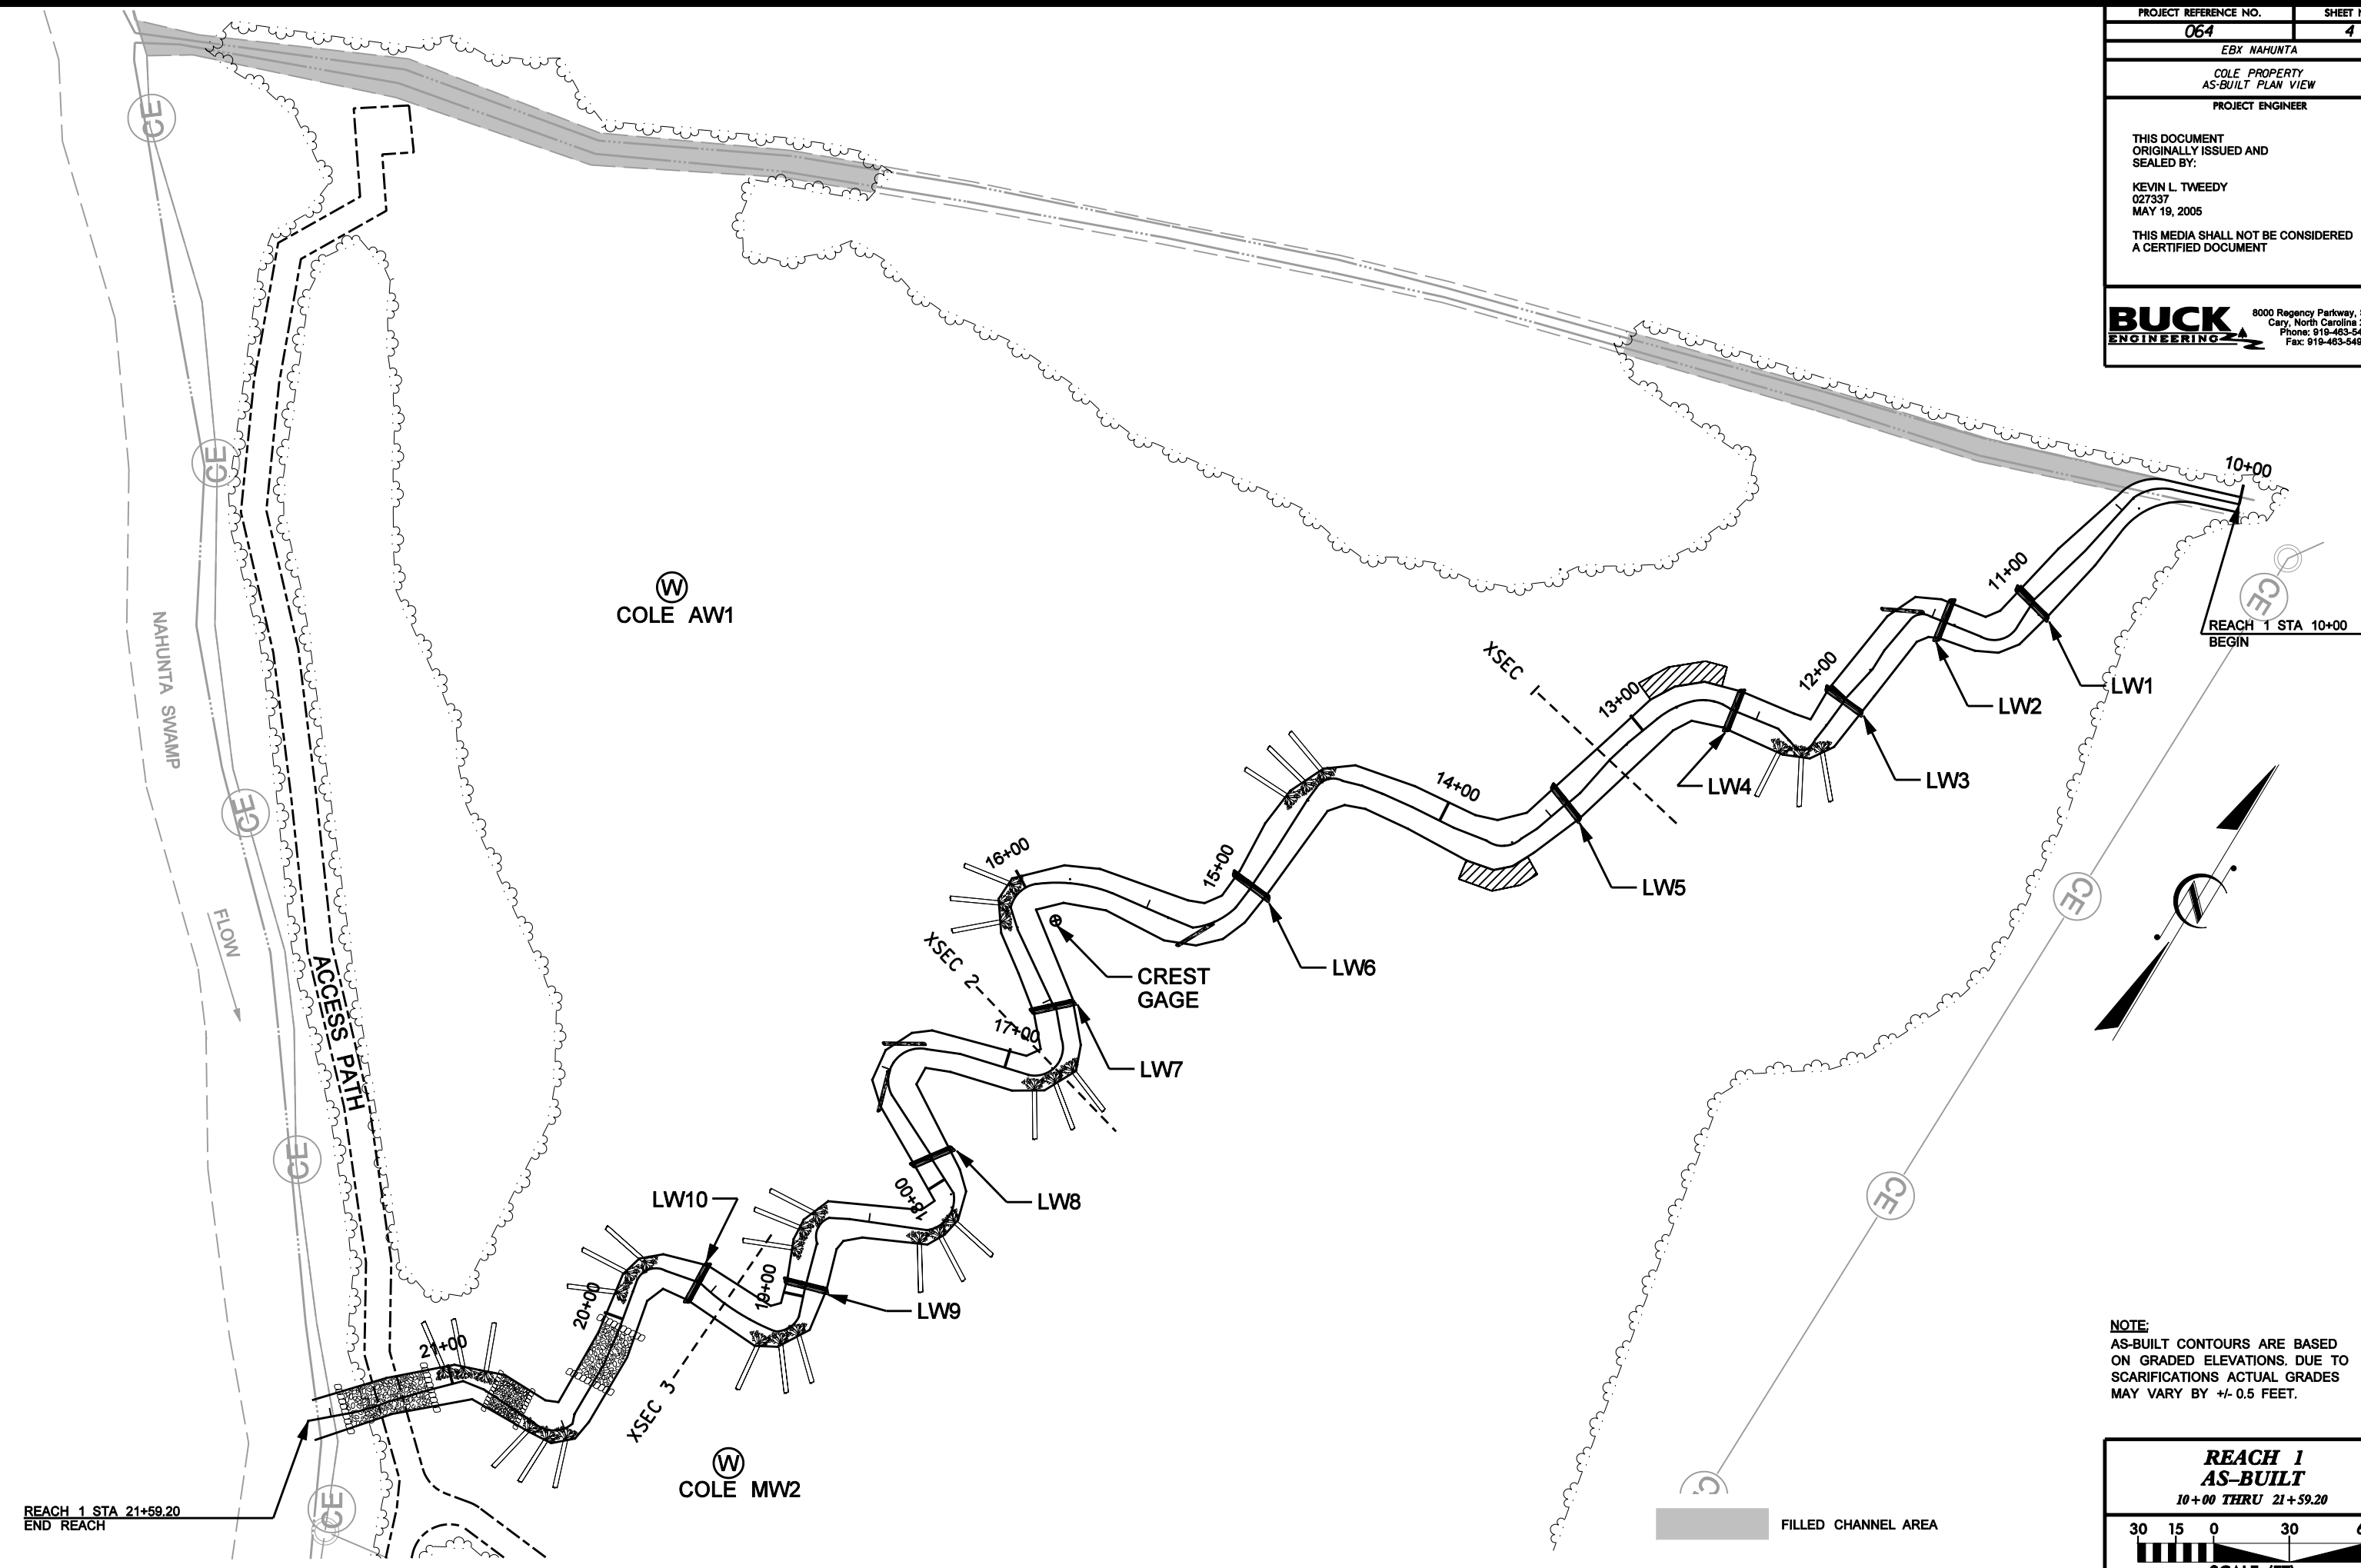 PROJECT REFERENCE NO.
SHEET
064
4
EBX NAHUNTA
COLE PROPERTY
AS-BUILT PLAN VIEW
PROJECT ENGINEER
THIS DOCUMENT
ORIGINALLY ISSUED AND
SEALED BY:
KEVIN L. TWEEDY
027337
MAY 19, 2005
THIS MEDIA SHALL NOT BE CONSIDERED
A CERTIFIED DOCUMENT
BUCK
ENGINEERING
8000 Regency Parkway,
Cary, North Carolina
Phone: 919-463-
Fax: 919-463-
CE
CE
CE
CE
CE
CE
CE
CE
10+00
REACH 1 STA 10+00
BEGIN
11+00
LW1
LW2
12+00
LW3
LW4
13+00
XSEC 1
LW5
14+00
15+00
LW6
16+00
CREST
GAGE
XSEC 2
17+00
LW7
18+00
LW8
19+00
LW9
LW10
XSEC 3
20+00
21+00
W
COLE AW1
W
COLE MW2
NAHUNTA SWAMP
FLOW
ACCESS PATH
REACH 1 STA 21+59.20
END REACH
FILLED CHANNEL AREA
NOTE:
AS-BUILT CONTOURS ARE BASED
ON GRADED ELEVATIONS. DUE TO
SCARIFICATIONS ACTUAL GRADES
MAY VARY BY +/- 0.5 FEET.
REACH 1
AS-BUILT
10+00 THRU 21+59.20
30 15 0 30